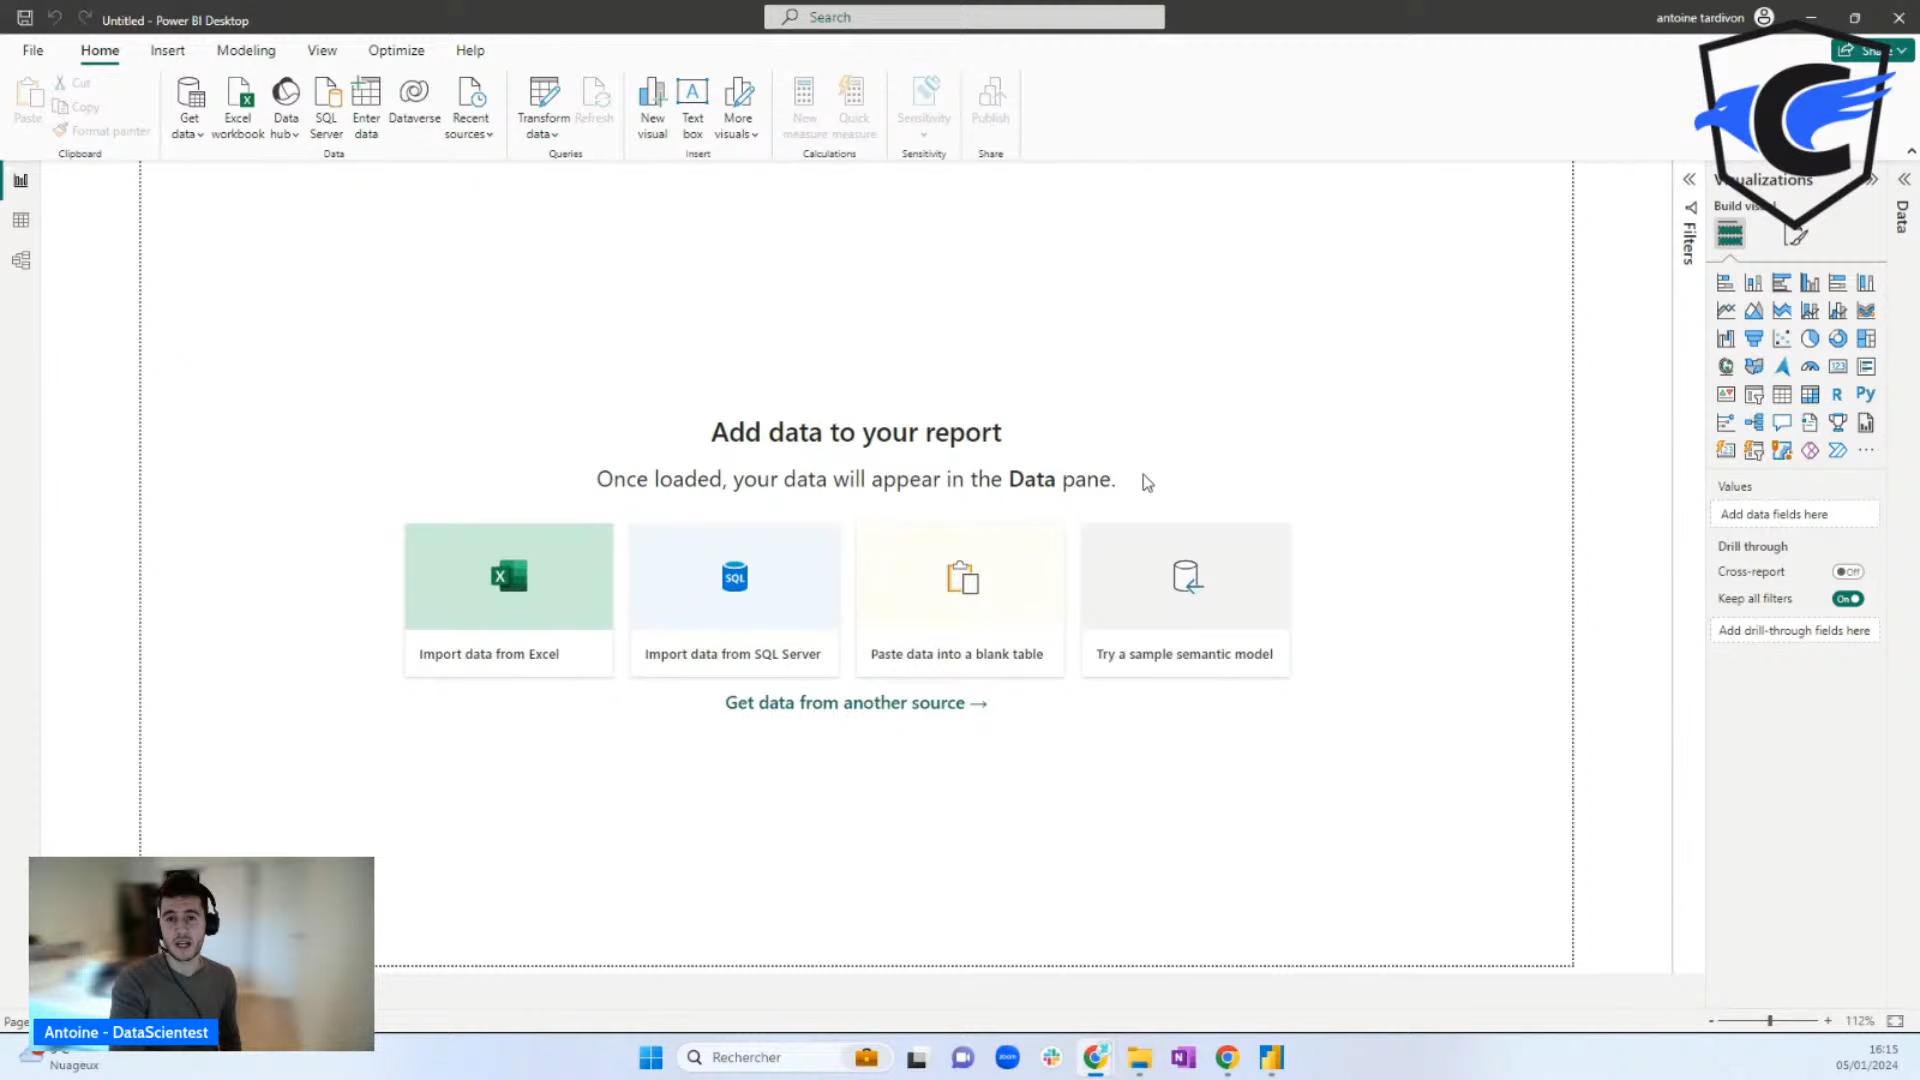 Untitled - Power BI Desktop
Search
antoine tardivon
File
Home
Insert
Modeling
View
Optimize
Help
Paste
Cut
Copy
Format painter
Clipboard
Get data
Excel workbook
Data hub
SQL Server
Enter data
Dataverse
Recent sources
Data
Transform data
Refresh
Queries
New visual
Text box
More visuals
Insert
New measure
Quick measure
Calculations
Sensitivity
Sensitivity
Publish
Share
C
Filters
Data
Add data to your report
Once loaded, your data will appear in the Data pane.
SQL
Import data from Excel
Import data from SQL Server
Paste data into a blank table
Try a sample semantic model
Get data from another source →
R
Py
123
Values
Add data fields here
Drill through
Cross-report
Off
Keep all filters
On
Add drill-through fields here
Antoine - DataScientest
112%
Nuageux
Rechercher
zoom
N
16:15
05/01/2024